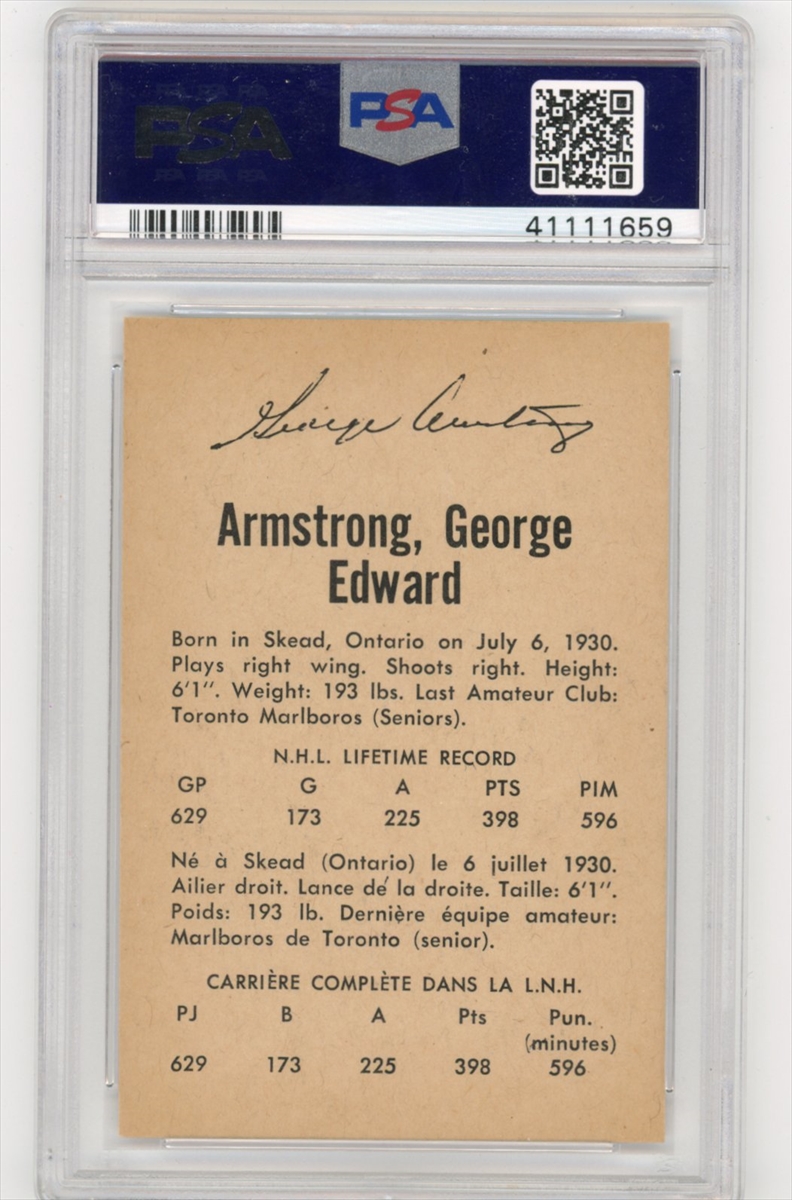 PSA
PSA
41111659
George Armstrong
Armstrong, George
Edward
Born in Skead, Ontario on July 6, 1930.
Plays right wing. Shoots right. Height:
6'1". Weight: 193 lbs. Last Amateur Club:
Toronto Marlboros (Seniors).
N.H.L. LIFETIME RECORD
GP G A PTS PIM
629 173 225 398 596
Né à Skead (Ontario) le 6 juillet 1930.
Ailier droit. Lance de la droite. Taille: 6'1".
Poids: 193 lb. Dernière équipe amateur:
Marlboros de Toronto (senior).
CARRIÈRE COMPLÈTE DANS LA L.N.H.
PJ B A Pts Pun.
(minutes)
629 173 225 398 596